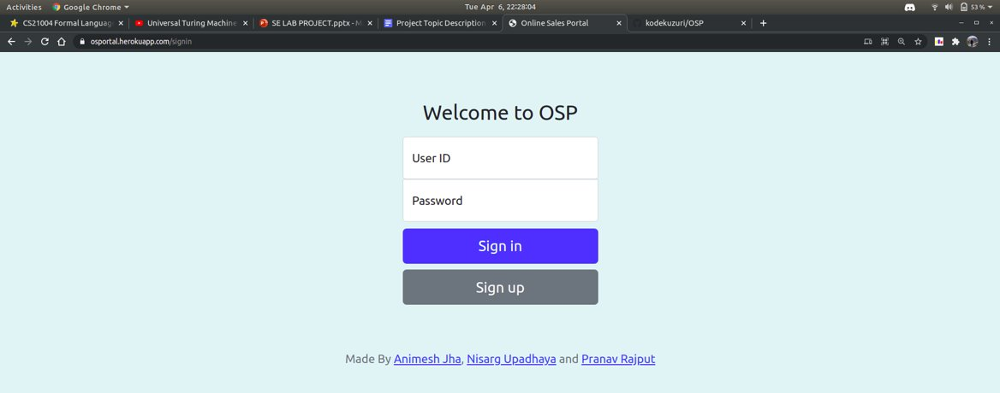 Activities Google Chrome Tue Apr 6, 22:28:04 53 %
CS21004 Formal Languag Universal Turing Machine SE LAB PROJECT.pptx - M Project Topic Description Online Sales Portal kodekuzuri/OSP
osportal.herokuapp.com/signin
Welcome to OSP
User ID
Password
Sign in
Sign up
Made By Animesh Jha, Nisarg Upadhaya and Pranav Rajput